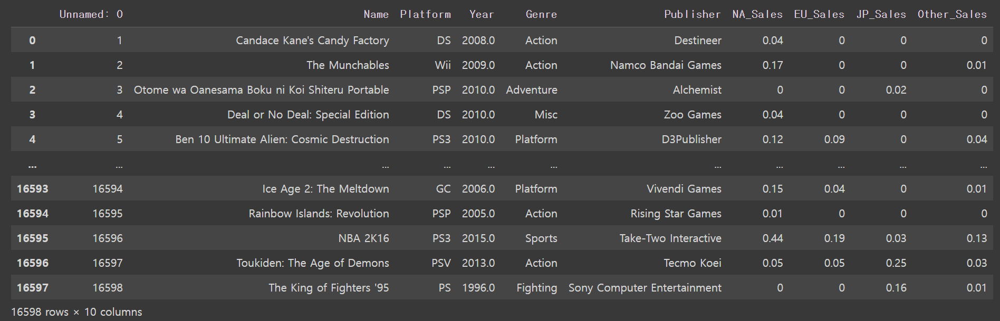 Unnamed: 0 Name Platform Year Genre Publisher NA_Sales EU_Sales JP_Sales Other_Sales
0 1 Candace Kane's Candy Factory DS 2008.0 Action Destineer 0.04 0 0 0
1 2 The Munchables Wii 2009.0 Action Namco Bandai Games 0.17 0 0 0.01
2 3 Otome wa Oanesama Boku ni Koi Shiteru Portable PSP 2010.0 Adventure Alchemist 0 0 0.02 0
3 4 Deal or No Deal: Special Edition DS 2010.0 Misc Zoo Games 0.04 0 0 0
4 5 Ben 10 Ultimate Alien: Cosmic Destruction PS3 2010.0 Platform D3Publisher 0.12 0.09 0 0.04
... ... ... ... ... ... ... ... ... ... ...
16593 16594 Ice Age 2: The Meltdown GC 2006.0 Platform Vivendi Games 0.15 0.04 0 0.01
16594 16595 Rainbow Islands: Revolution PSP 2005.0 Action Rising Star Games 0.01 0 0 0
16595 16596 NBA 2K16 PS3 2015.0 Sports Take-Two Interactive 0.44 0.19 0.03 0.13
16596 16597 Toukiden: The Age of Demons PSV 2013.0 Action Tecmo Koei 0.05 0.05 0.25 0.03
16597 16598 The King of Fighters '95 PS 1996.0 Fighting Sony Computer Entertainment 0 0 0.16 0.01
16598 rows × 10 columns